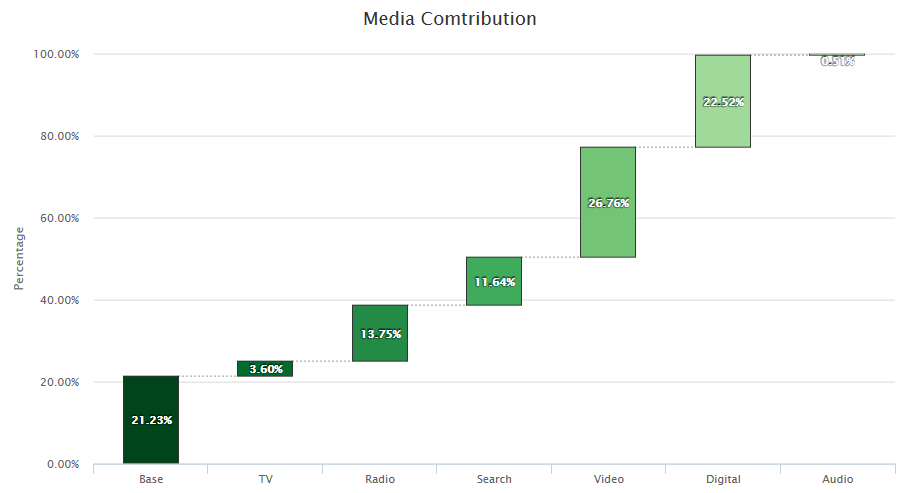 Media Comtribution
100.00%
80.00%
60.00%
40.00%
20.00%
0.00%
Percentage
21.23%
3.60%
13.75%
11.64%
26.76%
22.52%
0.51%
Base
TV
Radio
Search
Video
Digital
Audio